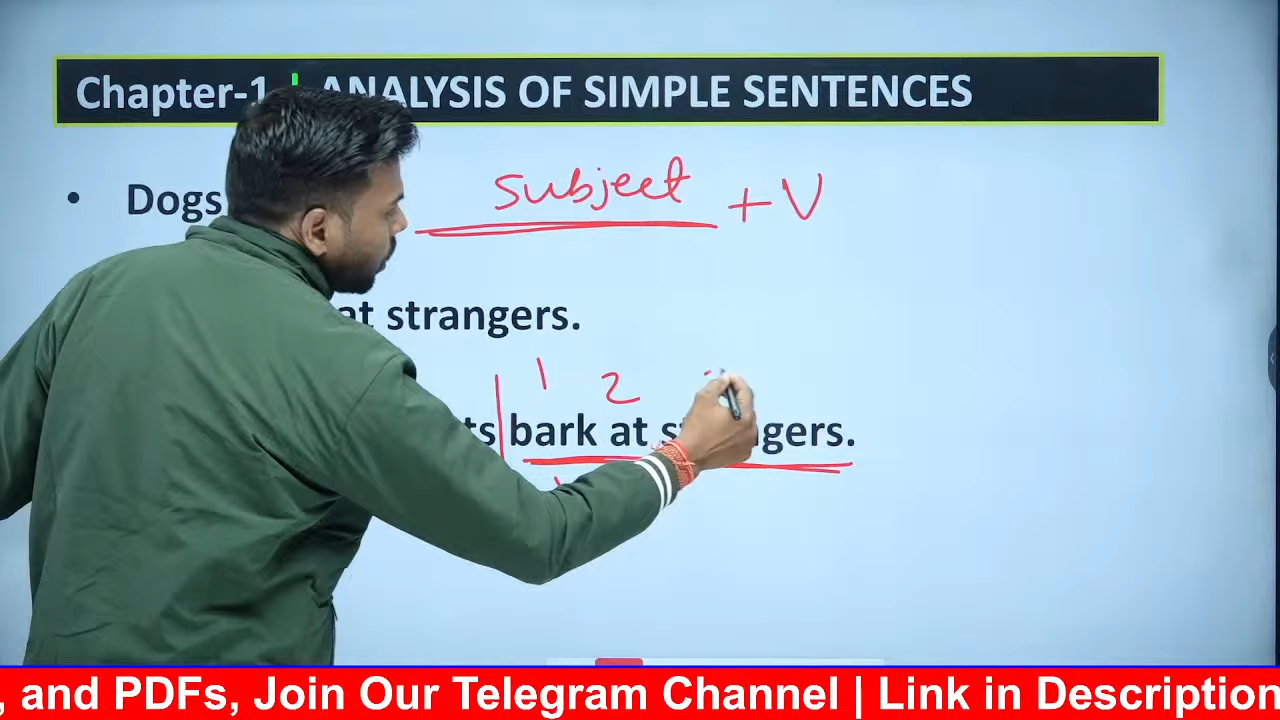 Chapter-1 | ANALYSIS OF SIMPLE SENTENCES
subject + V
• Dogs
at strangers.
1 2
bark at
, and PDFs, Join Our Telegram Channel | Link in Description